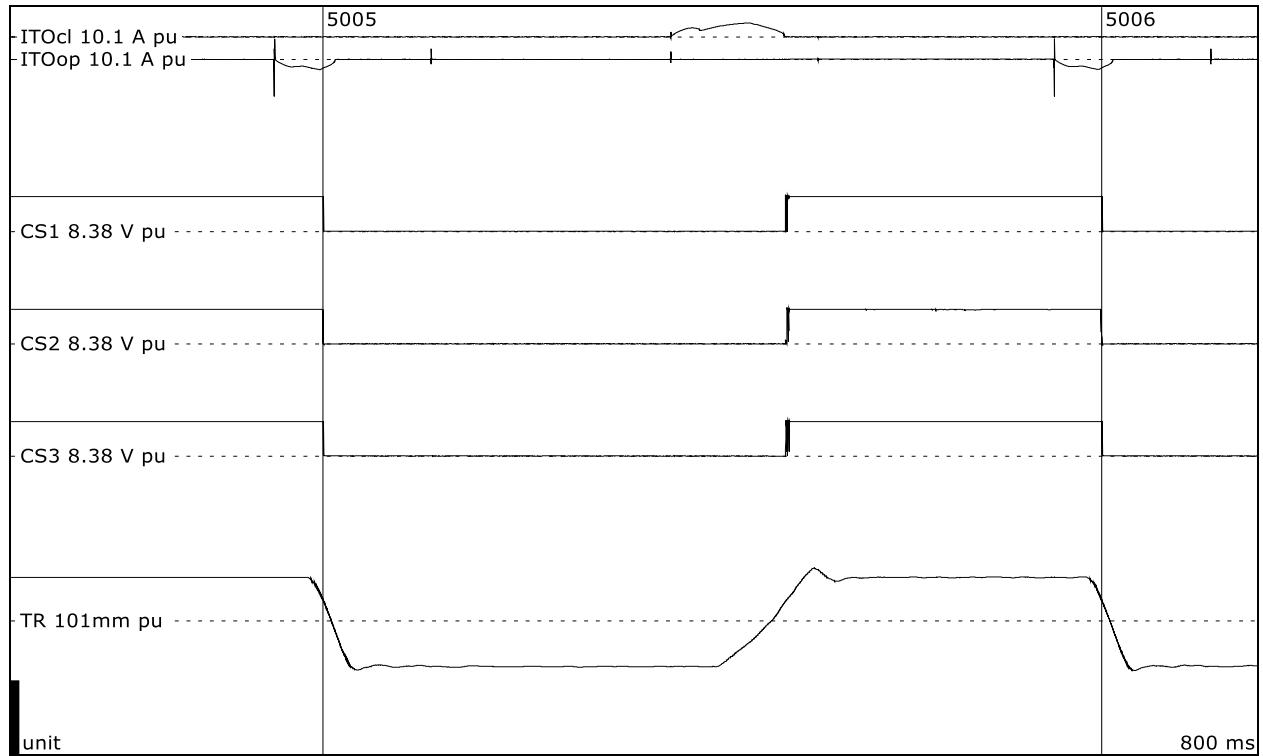 5005
5006
ITOcl 10.1 A pu
ITOop 10.1 A pu
CS1 8.38 V pu
CS2 8.38 V pu
CS3 8.38 V pu
TR 101mm pu
unit
800 ms